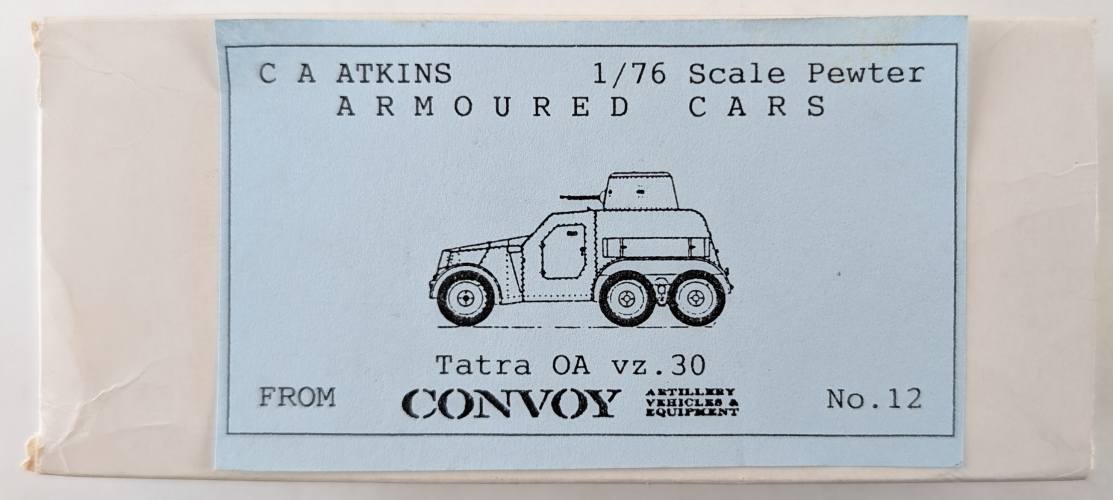 C A ATKINS 1/76 Scale Pewter
ARMOURED CARS
Tatra OA vz.30
FROM CONVOY ARTILLERY VEHICLES & EQUIPMENT No.12